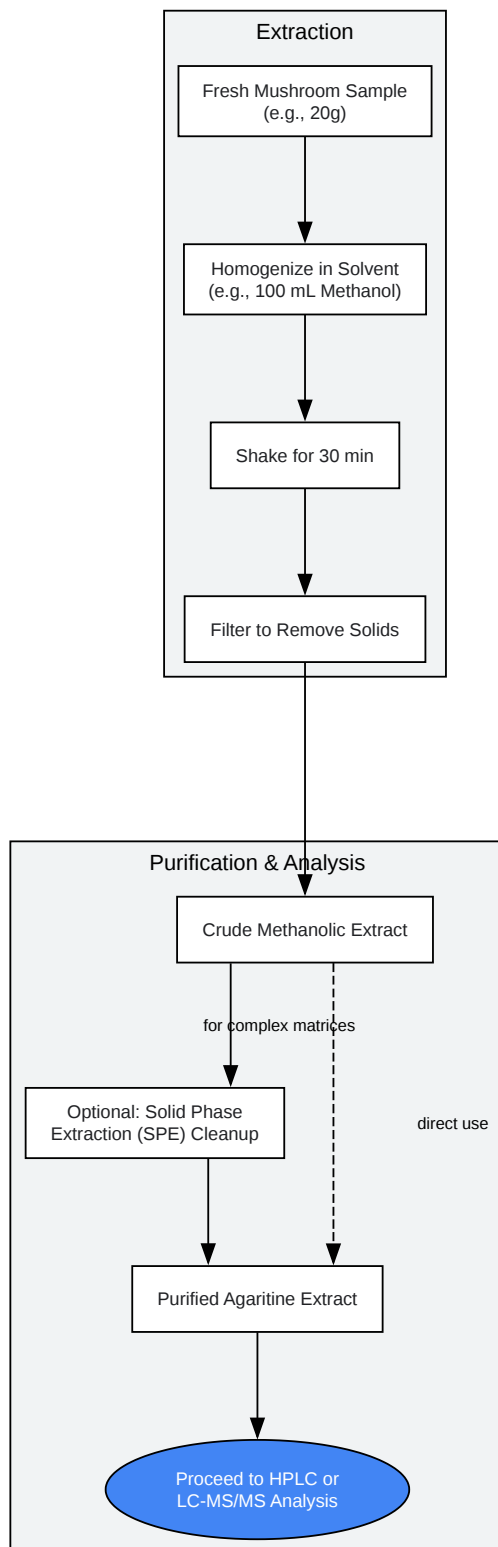 Extraction
Fresh Mushroom Sample
(e.g., 20g)
Homogenize in Solvent
(e.g., 100 mL Methanol)
Shake for 30 min
Filter to Remove Solids
Purification & Analysis
Crude Methanolic Extract
for complex matrices
Optional: Solid Phase
Extraction (SPE) Cleanup
direct use
Purified Agaritine Extract
Proceed to HPLC or
LC-MS/MS Analysis